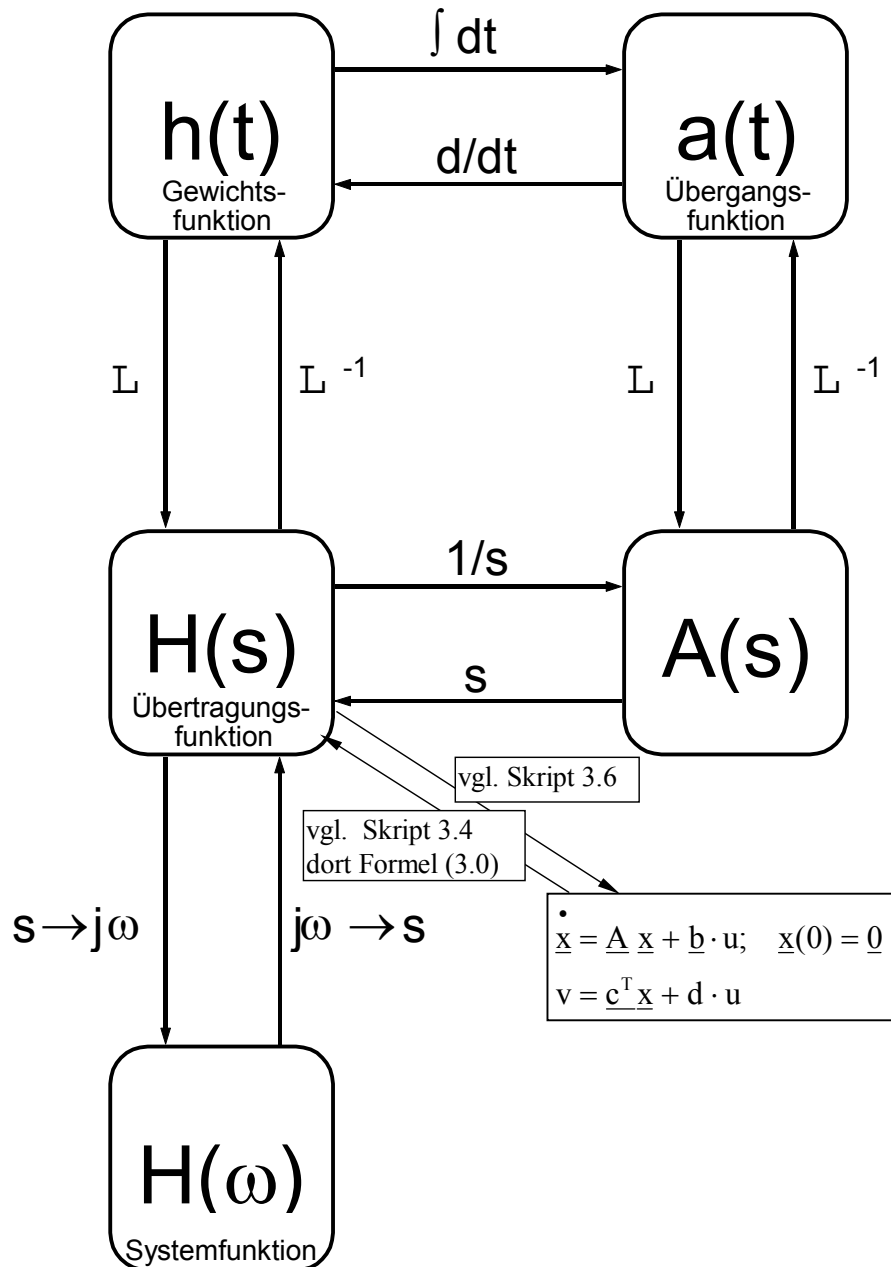 ∫ dt
h(t)
Gewichts-
funktion
a(t)
Übergangs-
funktion
d/dt
L
L -1
L
L -1
1/s
H(s)
Übertragungs-
funktion
A(s)
s
vgl. Skript 3.6
vgl. Skript 3.4
dort Formel (3.0)
s→jω
jω→s
ẋ = A x + b · u; x(0) = 0
v = cᵀ x + d · u
H(ω)
Systemfunktion